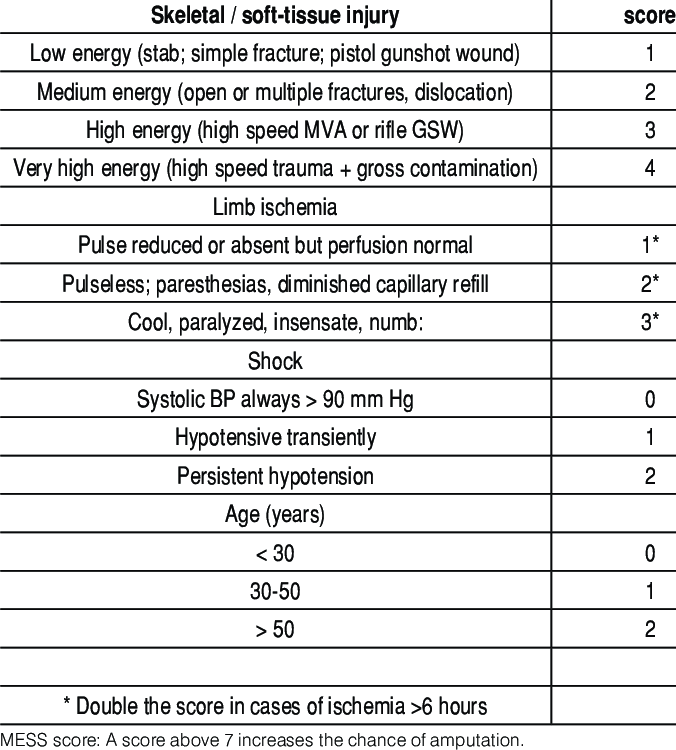 Skeletal / soft-tissue injury score
Low energy (stab; simple fracture; pistol gunshot wound) 1
Medium energy (open or multiple fractures, dislocation) 2
High energy (high speed MVA or rifle GSW) 3
Very high energy (high speed trauma + gross contamination) 4
Limb ischemia
Pulse reduced or absent but perfusion normal 1*
Pulseless; paresthesias, diminished capillary refill 2*
Cool, paralyzed, insensate, numb: 3*
Shock
Systolic BP always > 90 mm Hg 0
Hypotensive transiently 1
Persistent hypotension 2
Age (years)
< 30 0
30-50 1
> 50 2
* Double the score in cases of ischemia >6 hours
MESS score: A score above 7 increases the chance of amputation.